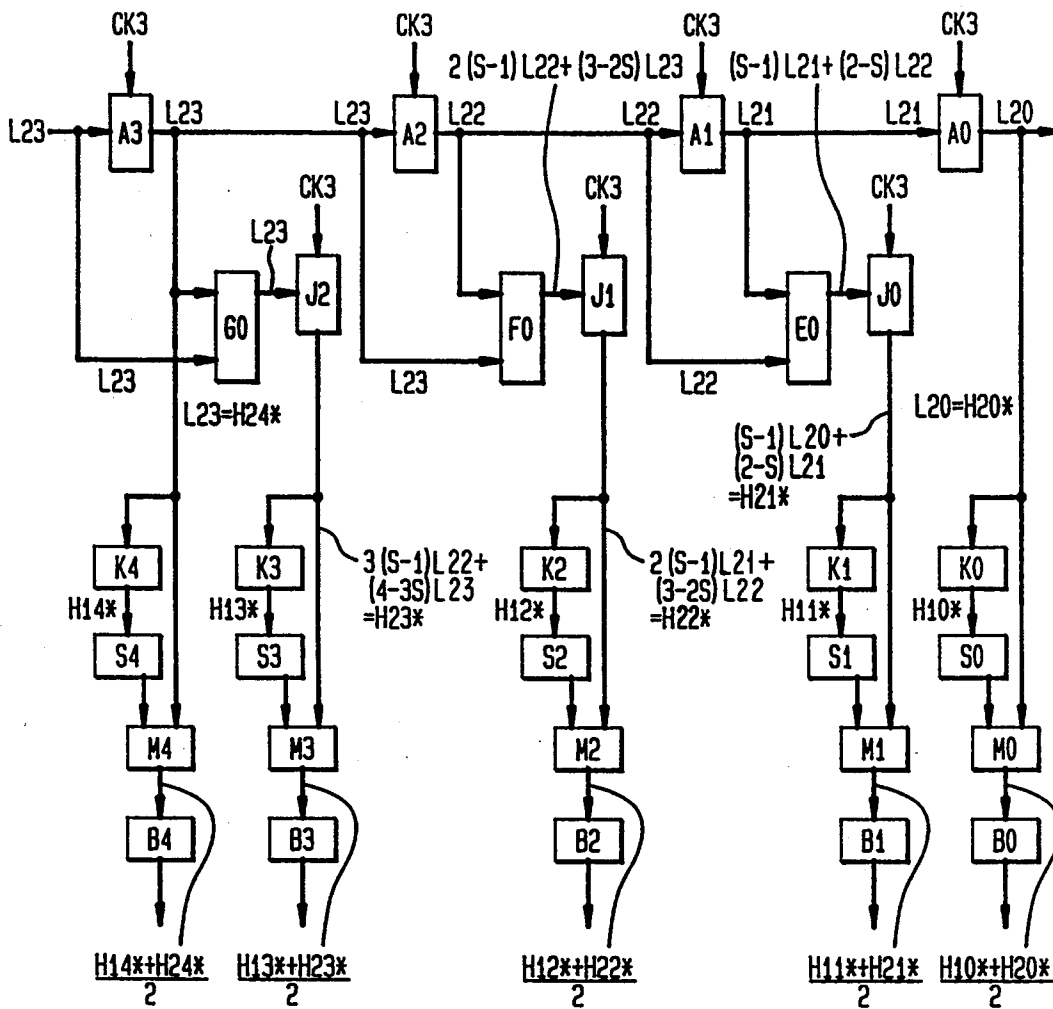 CK3 CK3 CK3 CK3
2(S-1)L22+(3-2S)L23 (S-1)L21+(2-S)L22
L23 A3 L23 L23 A2 L22 L22 A1 L21 L21 A0 L20
CK3 CK3 CK3
L23
G0 J2 F0 J1 E0 J0
L23 L23 L22
L23=H24*
L20=H20*
(S-1)L20+
(2-S)L21
=H21*
K4 K3 K2 K1 K0
3(S-1)L22+
(4-3S)L23
=H23*
2(S-1)L21+
(3-2S)L22
=H22*
H14* H13* H12* H11* H10*
S4 S3 S2 S1 S0
M4 M3 M2 M1 M0
B4 B3 B2 B1 B0
H14*+H24* H13*+H23* H12*+H22* H11*+H21* H10*+H20*
2 2 2 2 2